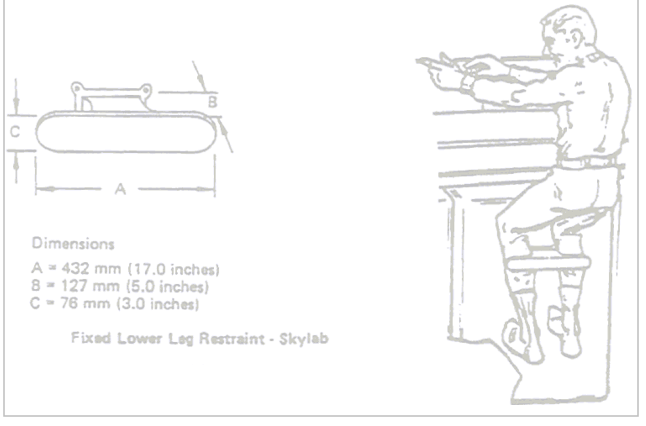 B
C
A
Dimensions
A = 432 mm (17.0 inches)
B = 127 mm (5.0 inches)
C = 76 mm (3.0 inches)
Fixed Lower Leg Restraint - Skylab